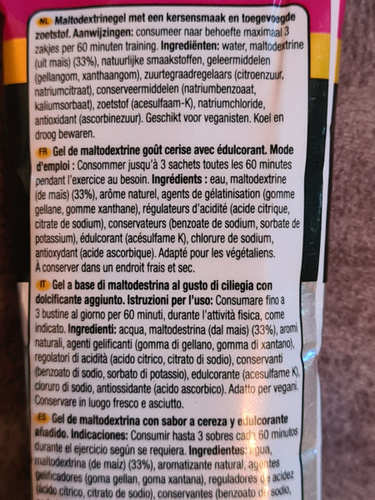 NL Maltodextrinegel met een kersensmaak en toegevoegde
zoetstof. Aanwijzingen: consumeer naar behoefte maximaal 3
zakjes per 60 minuten training. Ingrediënten: water, maltodextrine
(uit maïs) (33%), natuurlijke smaakstoffen, geleermiddelen
(gellangom, xanthaangom), zuurtegraadregelaars (citroenzuur,
natriumcitraat), conserveermiddelen (natriumbenzoaat,
kaliumsorbaat), zoetstof (acesulfaam-K), natriumchloride,
antioxidant (ascorbinezuur). Geschikt voor veganisten. Koel en
droog bewaren.
FR Gel de maltodextrine goût cerise avec édulcorant. Mode
d'emploi : Consommer jusqu'à 3 sachets toutes les 60 minutes
pendant l'exercice au besoin. Ingrédients : eau, maltodextrine
(de maïs) (33%), arôme naturel, agents de gélatinisation (gomme
gellane, gomme xanthane), régulateurs d'acidité (acide citrique,
citrate de sodium), conservateurs (benzoate de sodium, sorbate de
potassium), édulcorant (acésulfame K), chlorure de sodium,
antioxydant (acide ascorbique). Adapté pour les végétaliens.
À conserver dans un endroit frais et sec.
IT Gel a base di maltodestrina al gusto di ciliegia con
dolcificante aggiunto. Istruzioni per l'uso: Consumare fino a
3 bustine al giorno per 60 minuti, durante l'attività fisica, come
indicato. Ingredienti: acqua, maltodestrina (dal mais) (33%), aromi
naturali, agenti gelificanti (gomma di gellano, gomma di xantano),
regolatori di acidità (acido citrico, citrato di sodio), conservanti
(benzoato di sodio, sorbato di potassio), edulcorante (acesulfame K),
cloruro di sodio, antiossidante (acido ascorbico). Adatto per vegani.
Conservare in luogo fresco e asciutto.
ES Gel de maltodextrina con sabor a cereza y edulcorante
añadido. Indicaciones: Consumir hasta 3 sobres cada 60 minutos
durante el ejercicio según se requiera. Ingredientes: agua,
maltodextrina (de maíz) (33%), aromatizante natural, agentes
gelificadores (goma gellan, goma xantana), reguladores de acidez
(ácido cítrico, citrato de sodio), conservantes (benzoato de sodio,